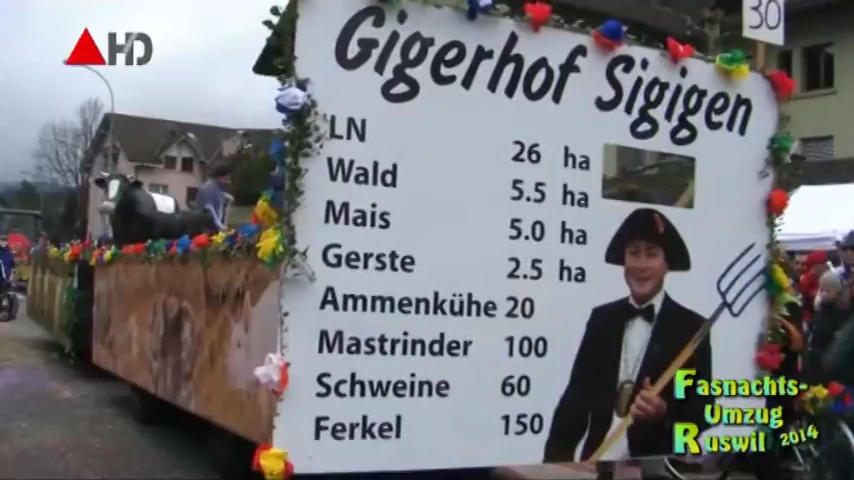 HD
30
Gigerhof Sigigen
LN 26 ha
Wald 5.5 ha
Mais 5.0 ha
Gerste 2.5 ha
Ammenkühe 20
Mastrinder 100
Schweine 60
Ferkel 150
Fasnachts-
Umzug
Ruswil 2014